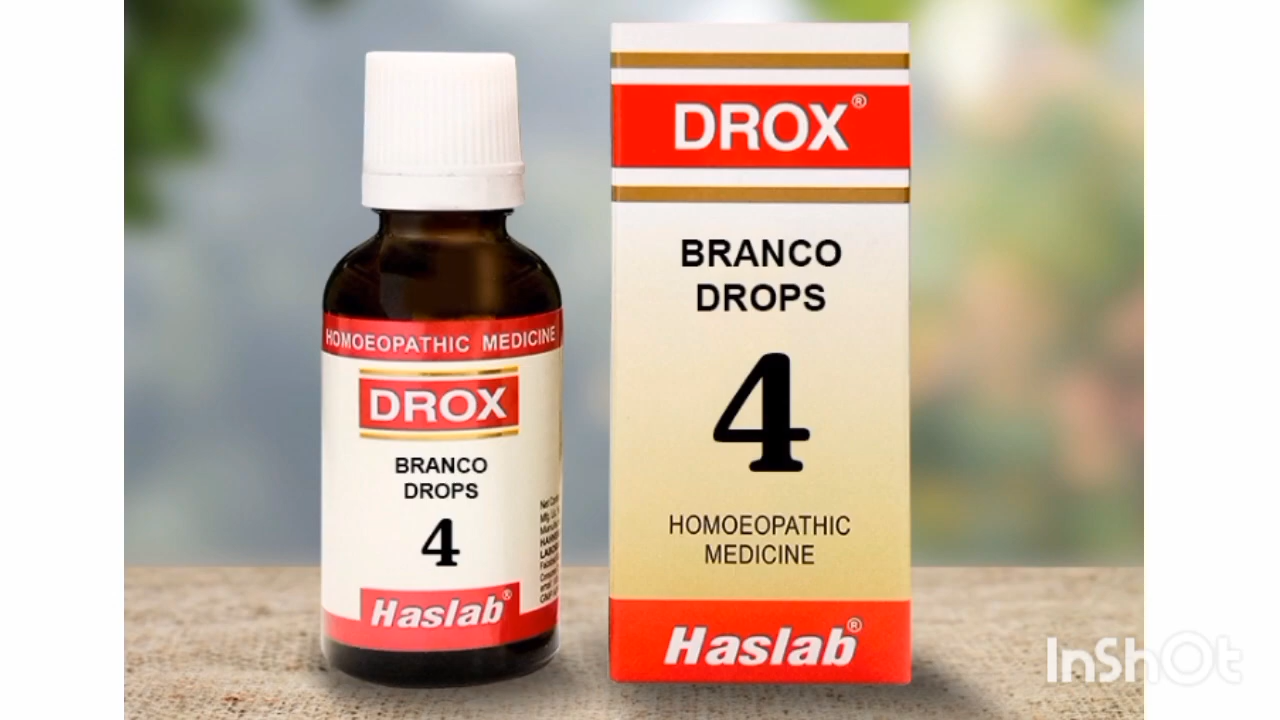 HOMOEOPATHIC MEDICINE
DROX
BRANCO
DROPS
4
Haslab®
DROX®
BRANCO
DROPS
4
HOMOEOPATHIC
MEDICINE
Haslab®
InShOt